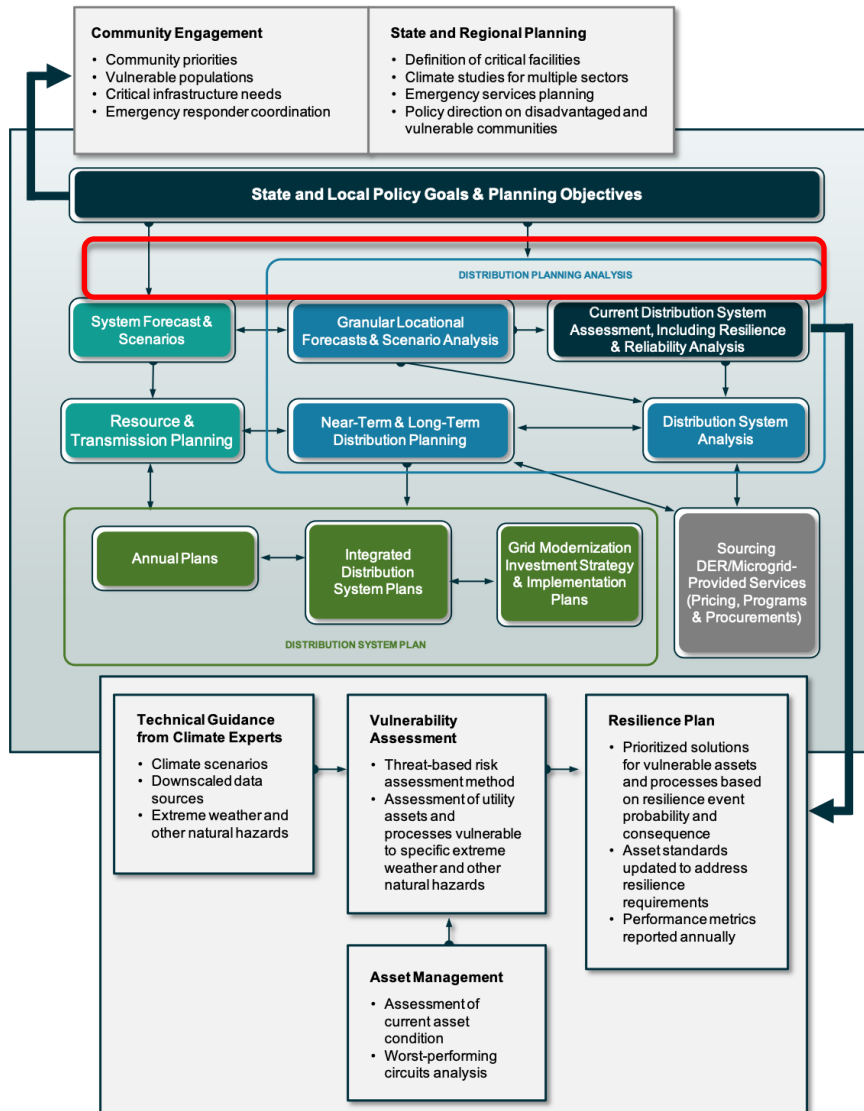 Community Engagement
• Community priorities
• Vulnerable populations
• Critical infrastructure needs
• Emergency responder coordination
State and Regional Planning
• Definition of critical facilities
• Climate studies for multiple sectors
• Emergency services planning
• Policy direction on disadvantaged and
vulnerable communities
State and Local Policy Goals & Planning Objectives
DISTRIBUTION PLANNING ANALYSIS
System Forecast &
Scenarios
Granular Locational
Forecasts & Scenario Analysis
Current Distribution System
Assessment, Including Resilience
& Reliability Analysis
Resource &
Transmission Planning
Near-Term & Long-Term
Distribution Planning
Distribution System
Analysis
Annual Plans
Integrated
Distribution
System Plans
Grid Modernization
Investment Strategy
& Implementation
Plans
Sourcing
DER/Microgrid-
Provided Services
(Pricing, Programs
& Procurements)
DISTRIBUTION SYSTEM PLAN
Technical Guidance
from Climate Experts
• Climate scenarios
• Downscaled data
sources
• Extreme weather and
other natural hazards
Vulnerability
Assessment
• Threat-based risk
assessment method
• Assessment of utility
assets and
processes vulnerable
to specific extreme
weather and other
natural hazards
Resilience Plan
• Prioritized solutions
for vulnerable assets
and processes based
on resilience event
probability and
consequence
• Asset standards
updated to address
resilience
requirements
• Performance metrics
reported annually
Asset Management
• Assessment of
current asset
condition
• Worst-performing
circuits analysis